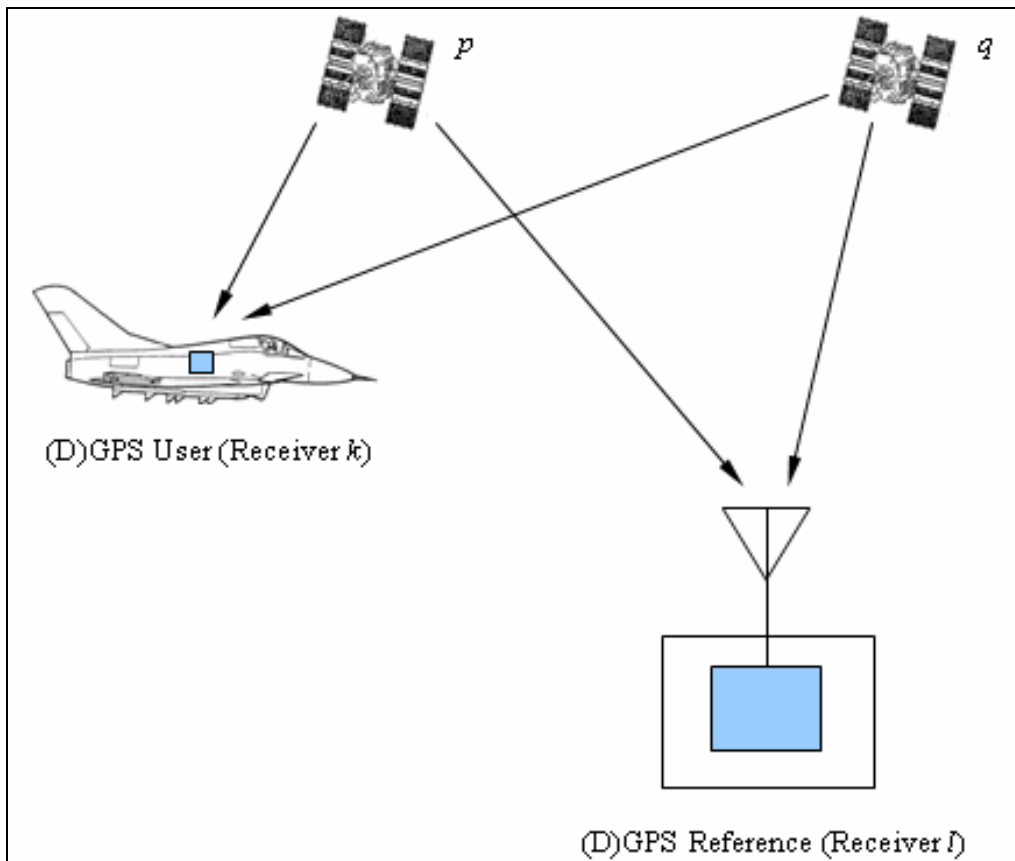 p
q
(D)GPS User (Receiver k)
(D)GPS Reference (Receiver l)